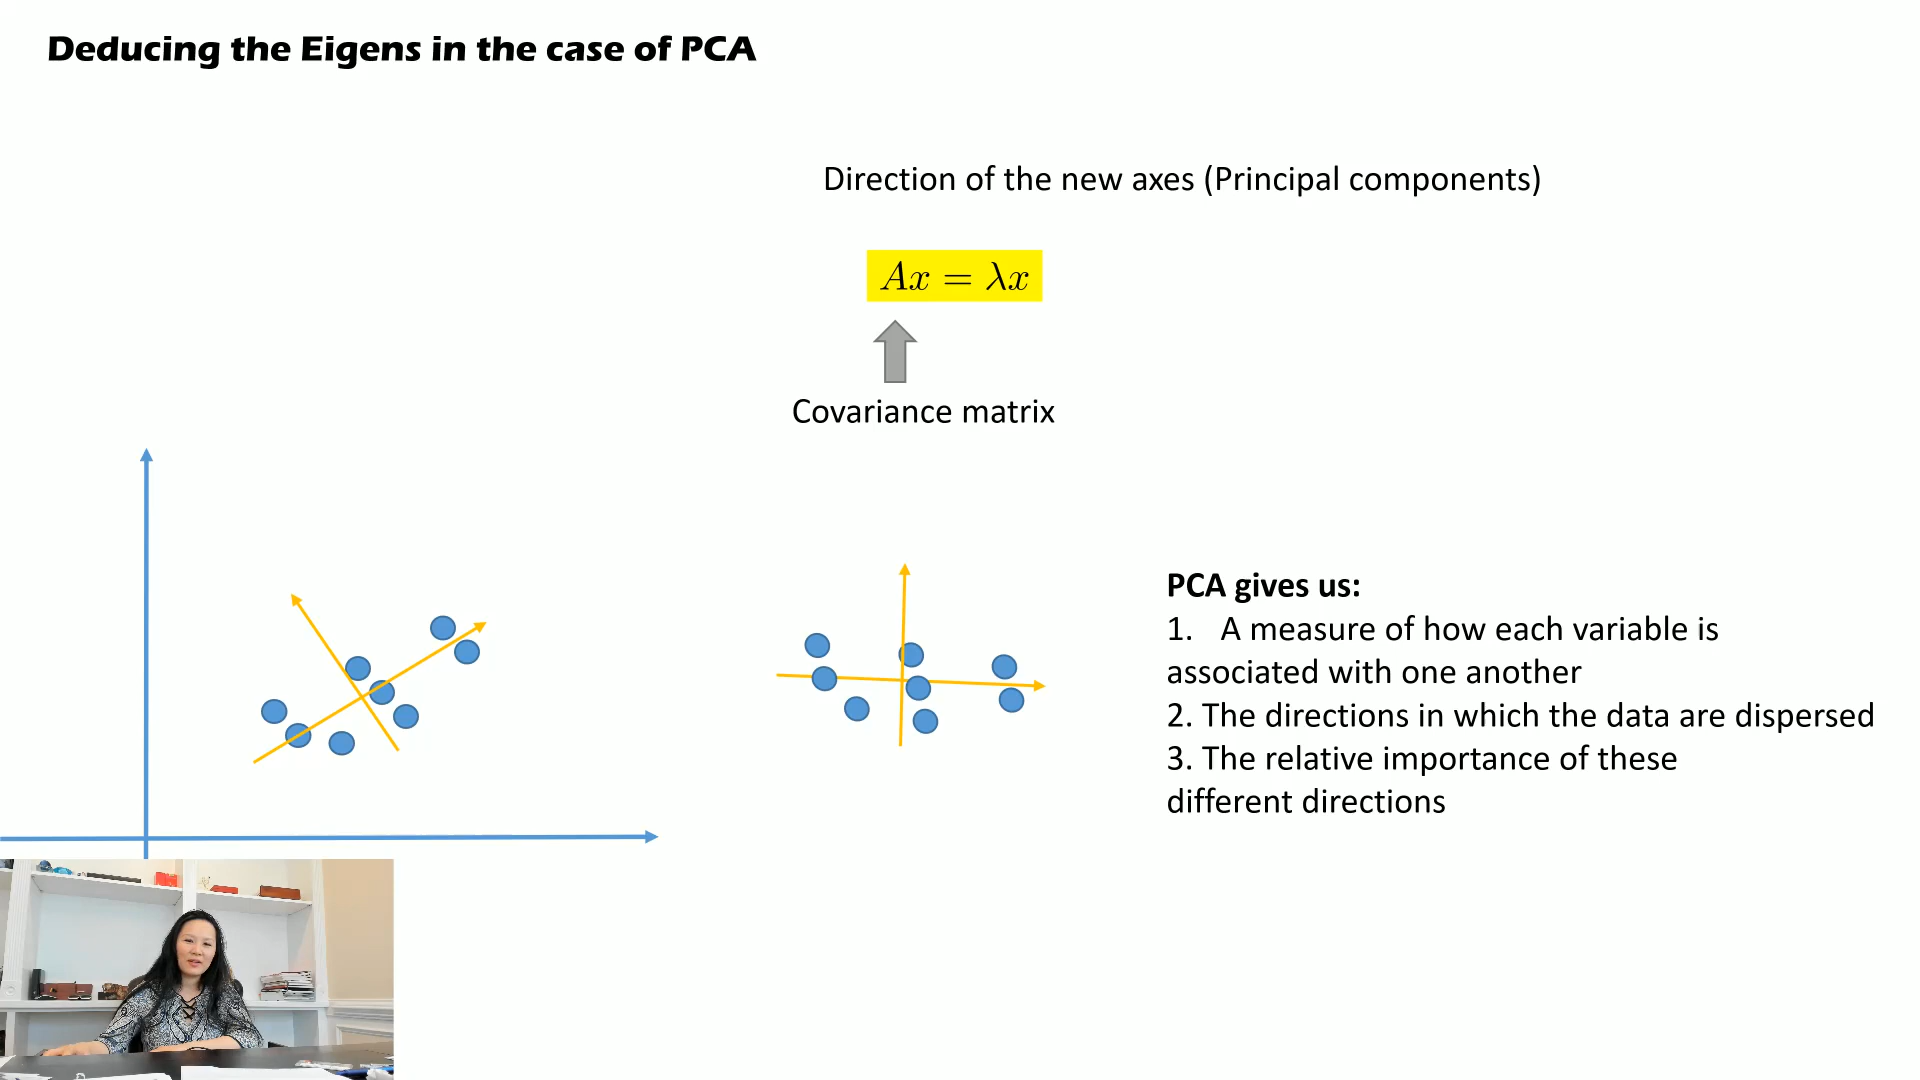 Deducing the Eigens in the case of PCA
Direction of the new axes (Principal components)
Ax = λx
Covariance matrix
PCA gives us:
1. A measure of how each variable is
associated with one another
2. The directions in which the data are dispersed
3. The relative importance of these
different directions